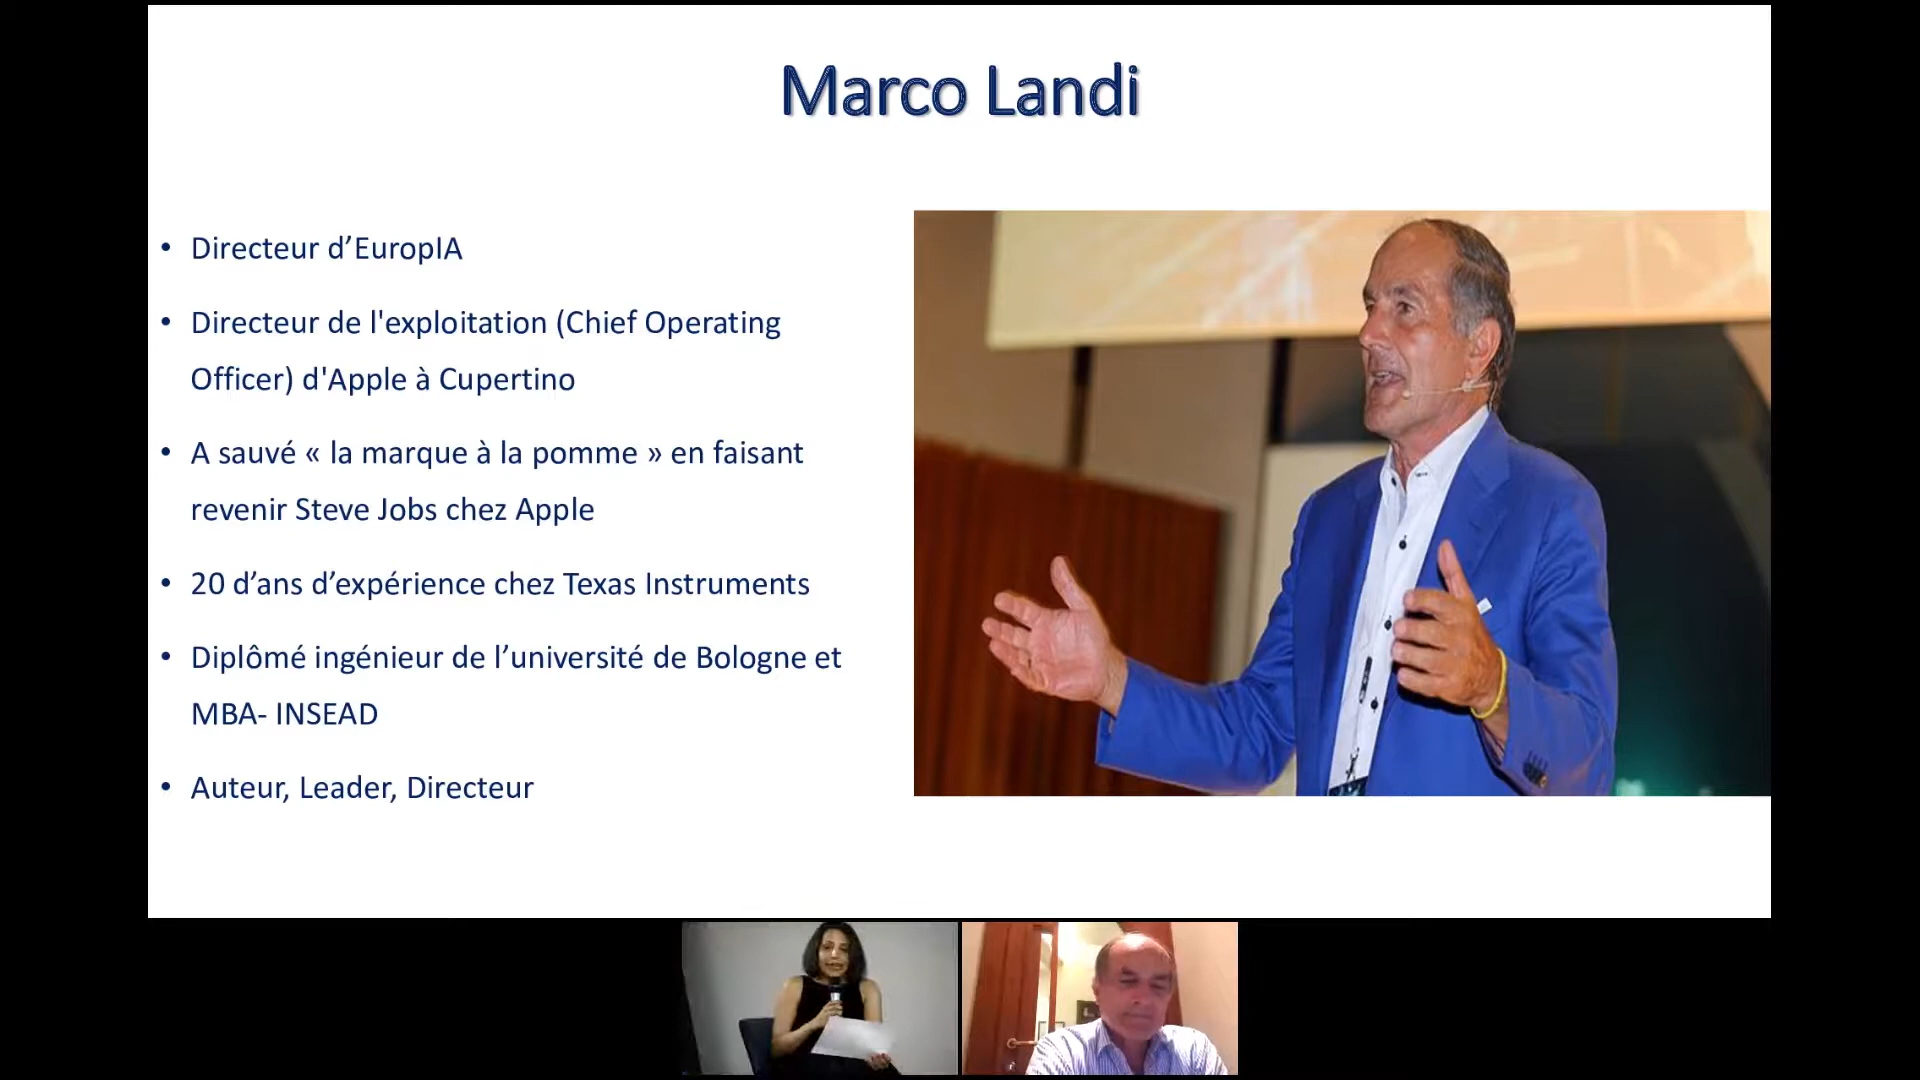 Marco Landi
• Directeur d’EuropIA
• Directeur de l'exploitation (Chief Operating
Officer) d'Apple à Cupertino
• A sauvé « la marque à la pomme » en faisant
revenir Steve Jobs chez Apple
• 20 d’ans d’expérience chez Texas Instruments
• Diplômé ingénieur de l’université de Bologne et
MBA- INSEAD
• Auteur, Leader, Directeur